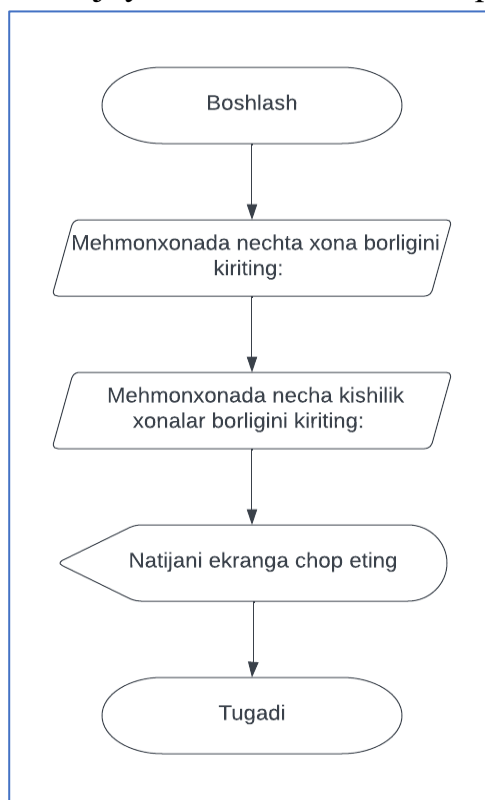 Boshlash
Mehmonxonada nechta xona borligini
kiriting:
Mehmonxonada necha kishilik
xonalar borligini kiriting:
Natijani ekranga chop eting
Tugadi